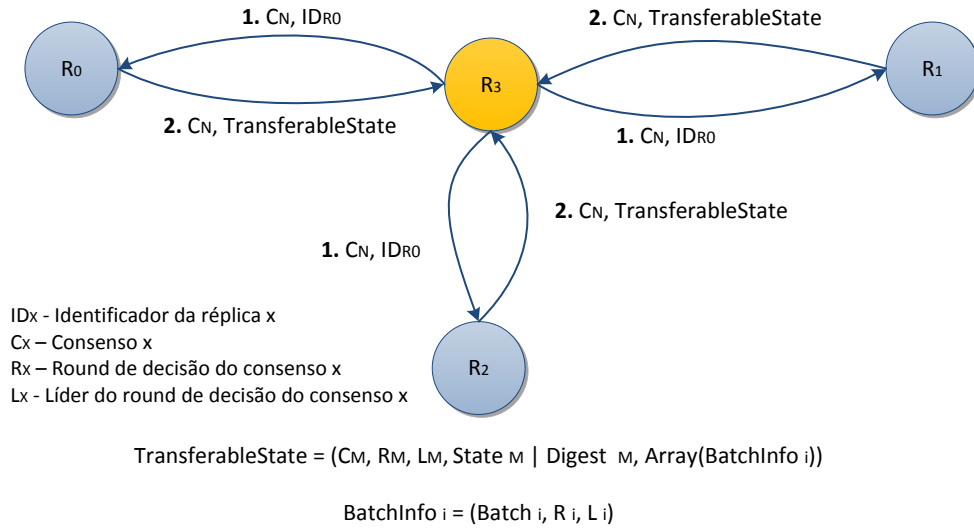 1. CN, IDR0
2. CN, TransferableState
R0
R3
R1
2. CN, TransferableState
1. CN, IDR0
2. CN, TransferableState
1. CN, IDR0
R2
IDx - Identificador da réplica x
Cx – Consenso x
Rx – Round de decisão do consenso x
Lx - Líder do round de decisão do consenso x
TransferableState = (CM, RM, LM, State M | Digest M, Array(BatchInfo i))
BatchInfo i = (Batch i, R i, L i)